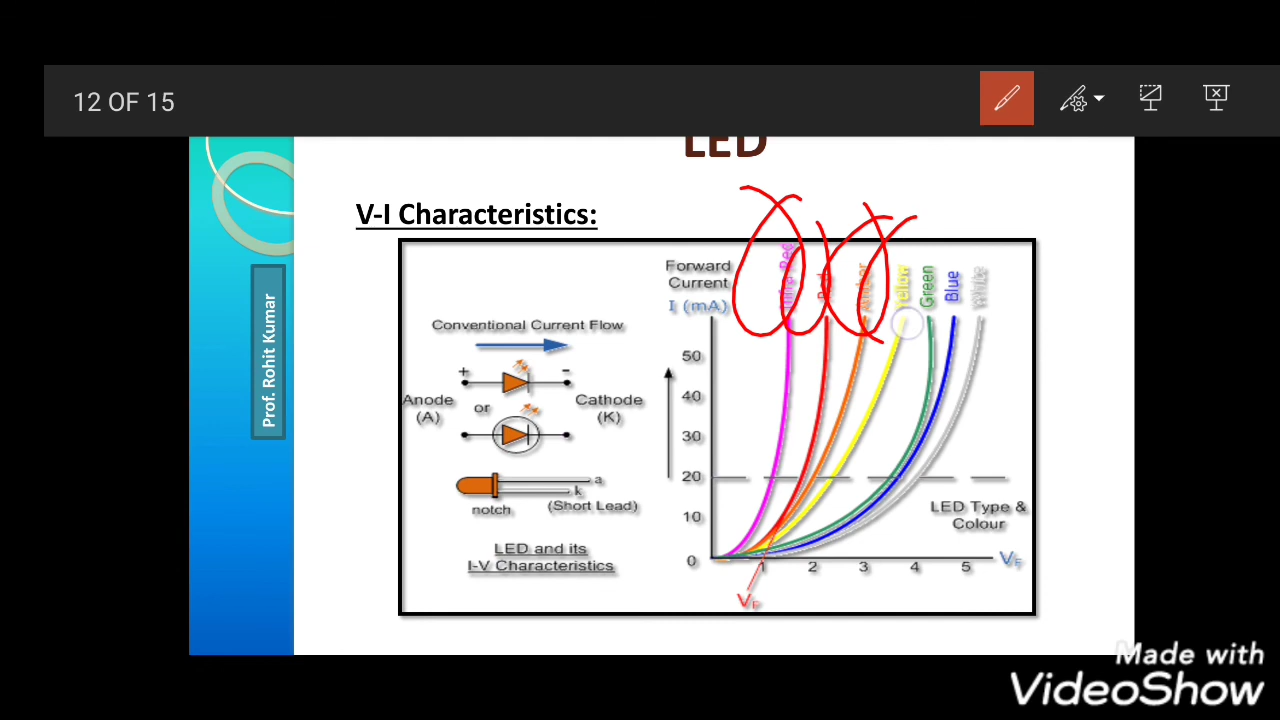 12 OF 15
LED
V-I Characteristics:
Prof. Rohit Kumar
Conventional Current Flow
+
-
Anode
(A)
or
Cathode
(K)
a
k
notch
(Short Lead)
LED and its
I-V Characteristics
Forward
Current
Red
Red
Amber
Yellow
Green
Blue
White
50
40
30
20
10
0
1
2
3
4
5
LED Type &
Colour
VF
VF
Made with
VideoShow